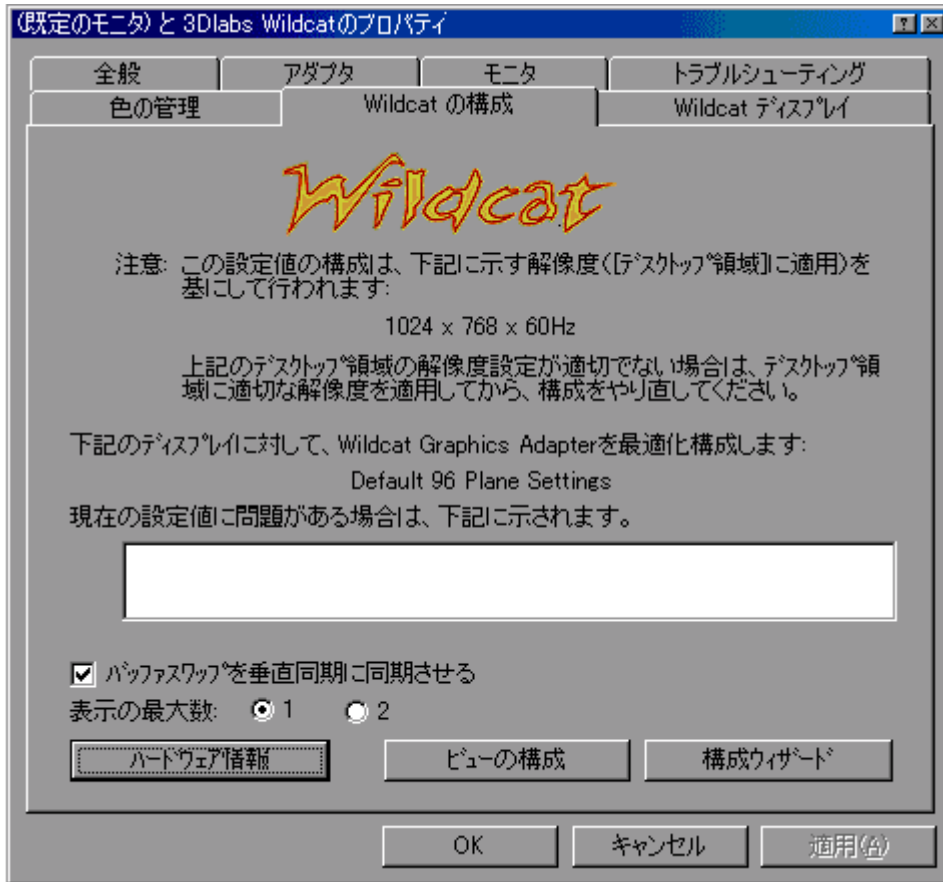 (既定のモニタ) と 3Dlabs Wildcatのプロパティ
全般 アダプタ モニタ トラブルシューティング
色の管理 Wildcat の構成 Wildcat ディスプレイ
Wildcat
注意: この設定値の構成は、下記に示す解像度([デスクトップ領域]に適用)を
基にして行われます:
1024 x 768 x 60Hz
上記のデスクトップ領域の解像度設定が適切でない場合は、デスクトップ領
域に適切な解像度を適用してから、構成をやり直してください。
下記のディスプレイに対して、Wildcat Graphics Adapterを最適化構成します:
Default 96 Plane Settings
現在の設定値に問題がある場合は、下記に示されます。
バッファスワップを垂直同期に同期させる
表示の最大数: 1 2
ハードウェア情報 ビューの構成 構成ウィザード
OK キャンセル 適用(A)